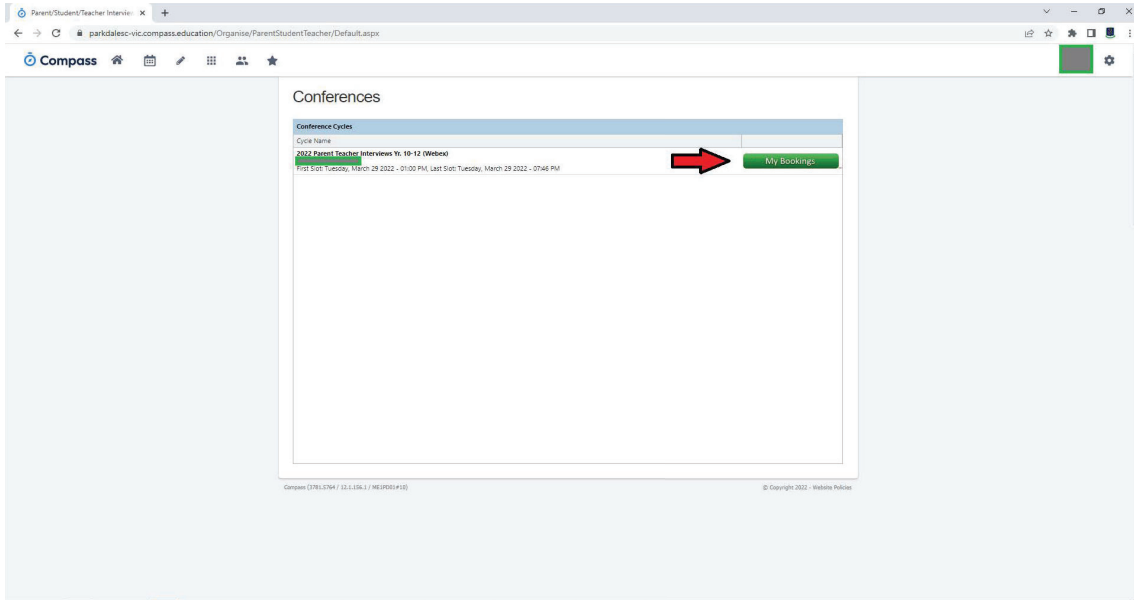 Parent/Student/Teacher Interview
parkdalesc-vic.compass.education/Organise/ParentStudentTeacher/Default.aspx
Compass
Conferences
Conference Cycles
Cycle Name
2022 Parent Teacher Interviews Yr. 10-12 (Webex)
First Slot: Tuesday, March 29 2022 - 01:00 PM, Last Slot: Tuesday, March 29 2022 - 07:46 PM
My Bookings
© Copyright 2022 - Website Policies